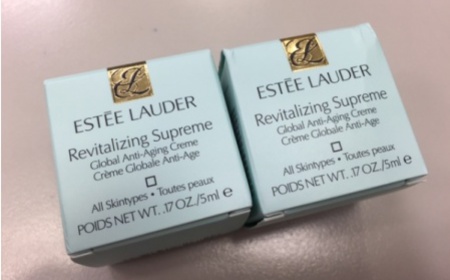 ESTĒE LAUDER
Revitalizing Supreme
Global Anti-Aging Creme
Crème Globale Anti-Age
All Skintypes • Toutes peaux
POIDS NET WT. .17 OZ./5ml e
ESTĒE LAUDER
Revitalizing Supreme
Global Anti-Aging Creme
Crème Globale Anti-Age
All Skintypes • Toutes peaux
POIDS NET WT. .17 OZ./5ml e